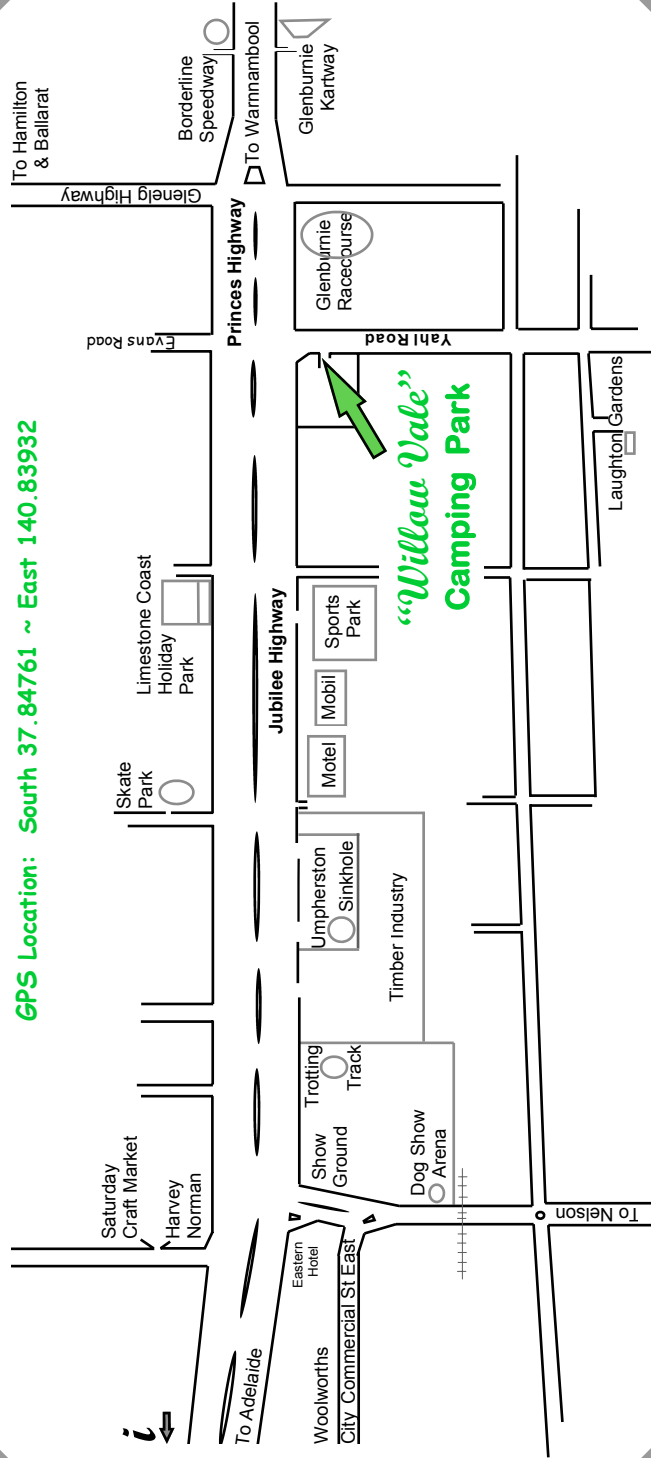 GPS Location: South 37.84761 ~ East 140.83932
i
To Adelaide
Woolworths
City Commercial St East
Eastern
Hotel
Saturday
Craft Market
Harvey
Norman
To Nelson
Dog Show
Arena
Show
Ground
Trotting
Track
Timber Industry
Umpherston
Sinkhole
Skate
Park
Motel
Mobil
Sports
Park
Limestone Coast
Holiday
Park
Jubilee Highway
“Willow Vale”
Camping Park
Laughton Gardens
Evans Road
Yahl Road
Princes Highway
Glenburnie
Racecourse
Glenelg Highway
To Hamilton
& Ballarat
Borderline
Speedway
To Warnnambool
Glenburnie
Kartway